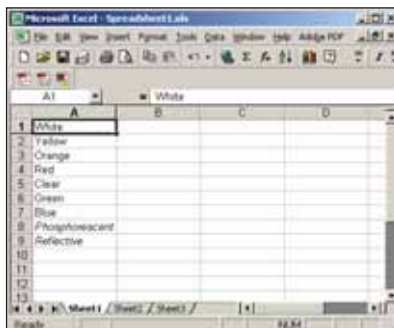 Microsoft Excel - Spreadsheet1.xls
File Edit View Insert Format Tools Data Window Help Adobe PDF
A1 = White
A B C D
1 White
2 Yellow
3 Orange
4 Red
5 Clear
6 Green
7 Blue
8 Phosphorescent
9 Reflective
10
11
12
13
Sheet1 Sheet2 Sheet3
Ready NUM